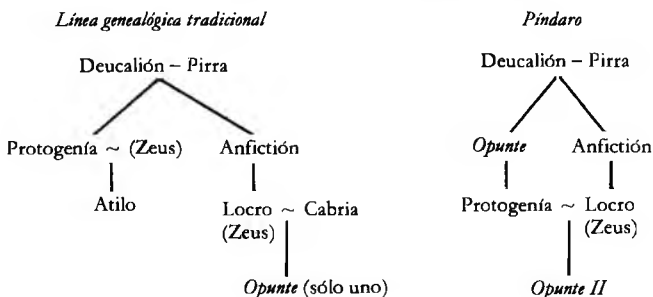 Línea genealógica tradicional
Deucalión – Pirra
Protogenía ~ (Zeus) Anfictión
Atilo
Locro ~ Cabria
(Zeus)
Opunte (sólo uno)
Píndaro
Deucalión – Pirra
Opunte Anfictión
Protogenía ~ Locro
(Zeus)
Opunte II